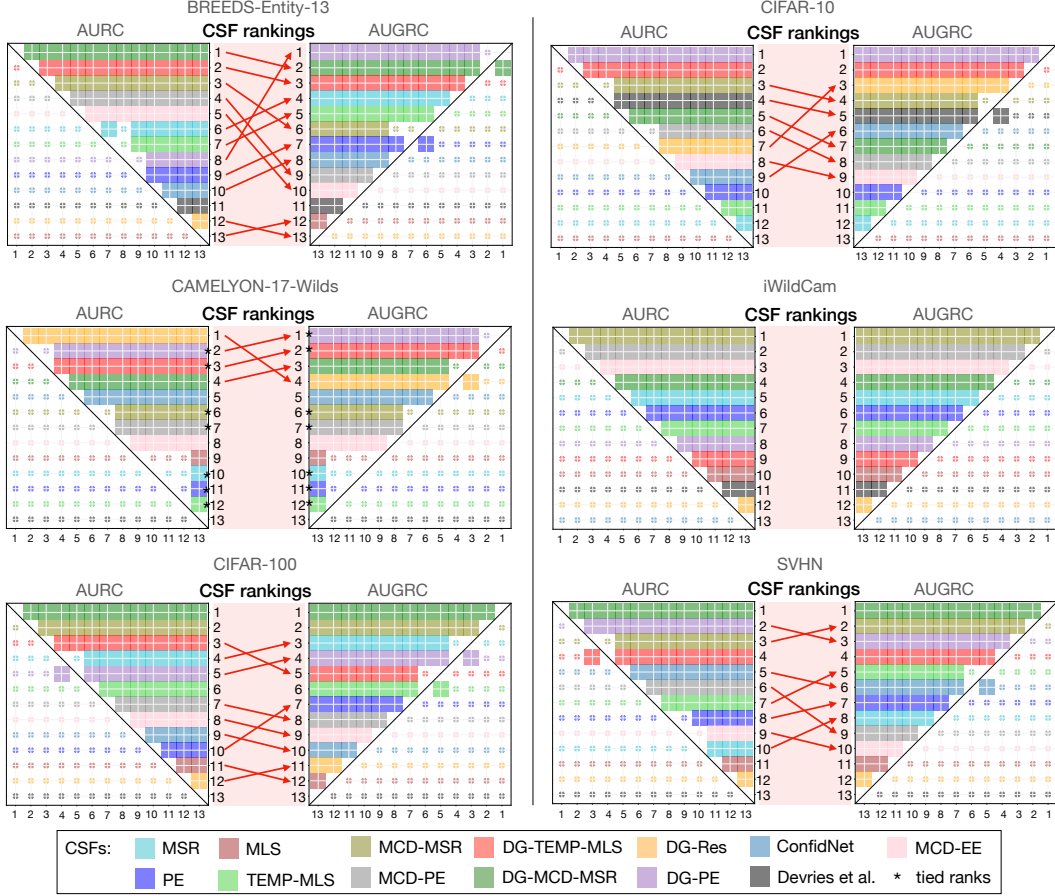 BREEDS-Entity-13
AURC CSF rankings AUGRC
1 1
2 2
3 3
4 4
5 5
6 6
7 7
8 8
9 9
10 10
11 11
12 12
13 13
1 2 3 4 5 6 7 8 9 10 11 12 13 13 12 11 10 9 8 7 6 5 4 3 2 1
CIFAR-10
AURC CSF rankings AUGRC
1 1
2 2
3 3
4 4
5 5
6 6
7 7
8 8
9 9
10 10
11 11
12 12
13 13
1 2 3 4 5 6 7 8 9 10 11 12 13 13 12 11 10 9 8 7 6 5 4 3 2 1
CAMELYON-17-Wilds
AURC CSF rankings AUGRC
1 1 *
* 2 2 *
* 3 3
4 4
5 5
* 6 6 *
* 7 7 *
8 8
9 9
* 10 10 *
* 11 11 *
* 12 12 *
13 13
1 2 3 4 5 6 7 8 9 10 11 12 13 13 12 11 10 9 8 7 6 5 4 3 2 1
iWildCam
AURC CSF rankings AUGRC
1 1
2 2
3 3
4 4
5 5
6 6
7 7
8 8
9 9
10 10
11 11
12 12
13 13
1 2 3 4 5 6 7 8 9 10 11 12 13 13 12 11 10 9 8 7 6 5 4 3 2 1
CIFAR-100
AURC CSF rankings AUGRC
1 1
2 2
3 3
4 4
5 5
6 6
7 7
8 8
9 9
10 10
11 11
12 12
13 13
1 2 3 4 5 6 7 8 9 10 11 12 13 13 12 11 10 9 8 7 6 5 4 3 2 1
SVHN
AURC CSF rankings AUGRC
1 1
2 2
3 3
4 4
5 5
6 6
7 7
8 8
9 9
10 10
11 11
12 12
13 13
1 2 3 4 5 6 7 8 9 10 11 12 13 13 12 11 10 9 8 7 6 5 4 3 2 1
CSFs: MSR MLS MCD-MSR DG-TEMP-MLS DG-Res ConfidNet MCD-EE
PE TEMP-MLS MCD-PE DG-MCD-MSR DG-PE Devries et al. * tied ranks